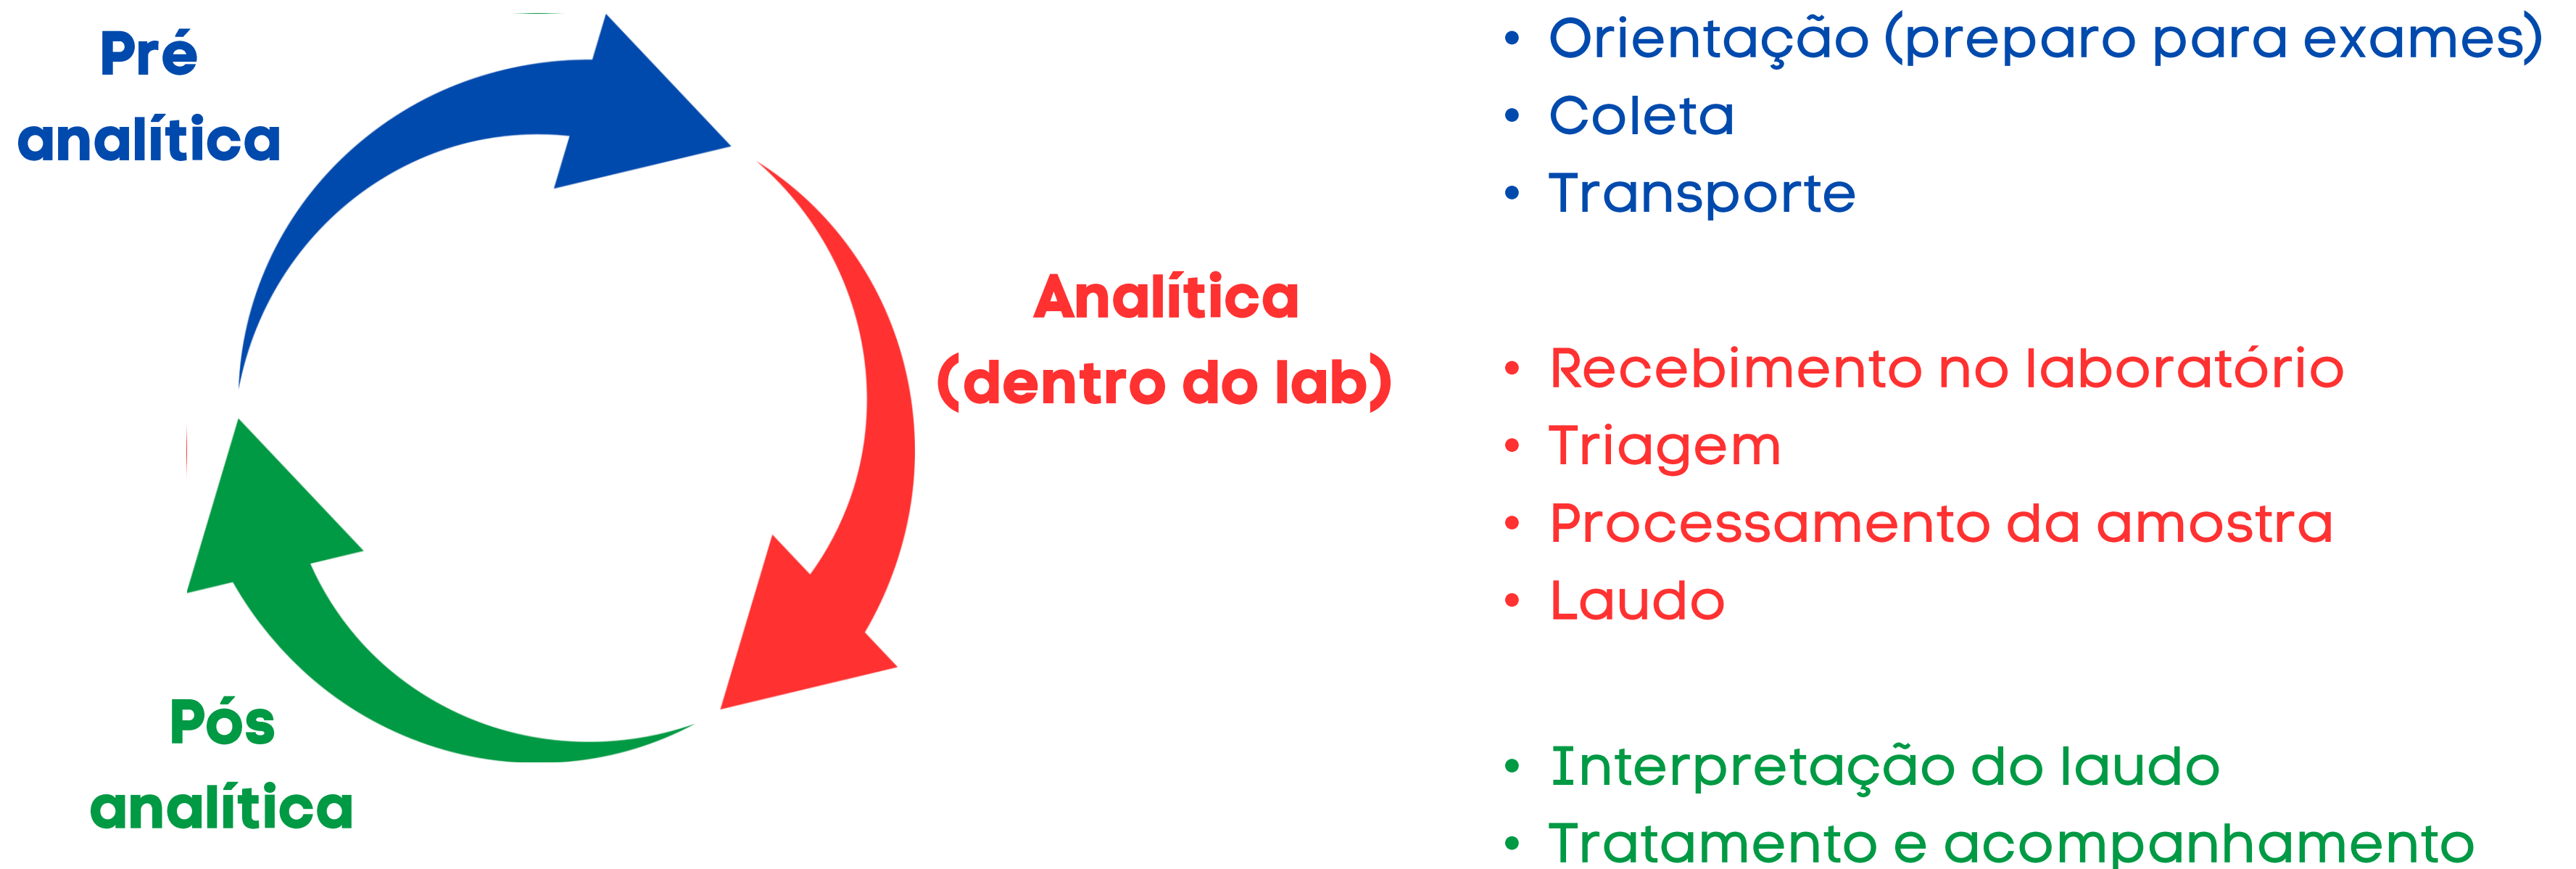 Pré
analítica
Analítica
(dentro do lab)
Pós
analítica
• Orientação (preparo para exames)
• Coleta
• Transporte
• Recebimento no laboratório
• Triagem
• Processamento da amostra
• Laudo
• Interpretação do laudo
• Tratamento e acompanhamento